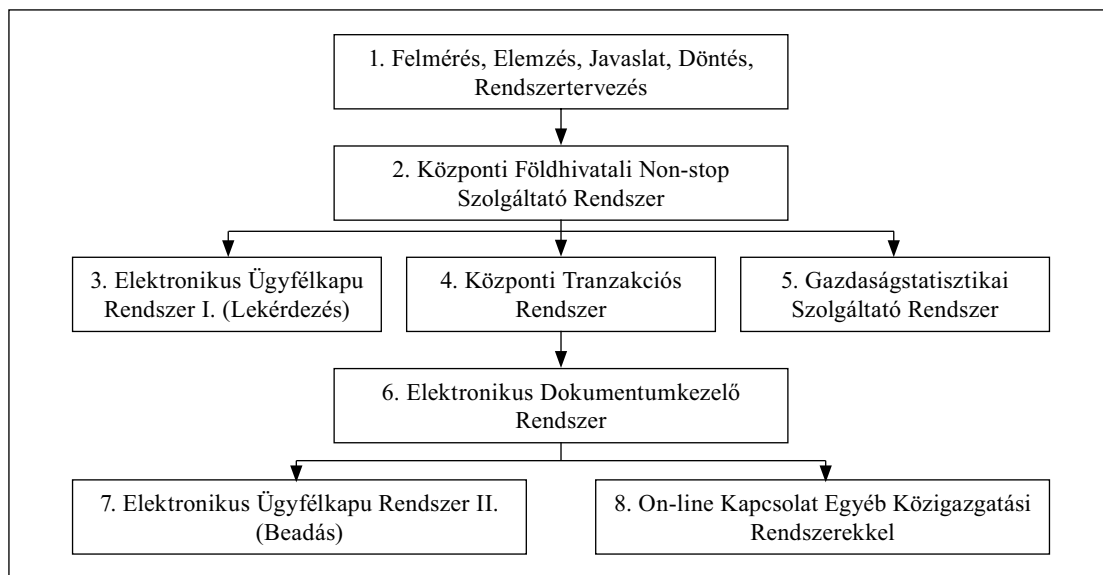 1. Felmérés, Elemzés, Javaslat, Döntés,
Rendszertervezés
2. Központi Földhivatali Non-stop
Szolgáltató Rendszer
3. Elektronikus Ügyfélkapu
Rendszer I. (Lekérdezés)
4. Központi Tranzakciós
Rendszer
5. Gazdaságstatisztikai
Szolgáltató Rendszer
6. Elektronikus Dokumentumkezelő
Rendszer
7. Elektronikus Ügyfélkapu Rendszer II.
(Beadás)
8. On-line Kapcsolat Egyéb Közigazgatási
Rendszerekkel